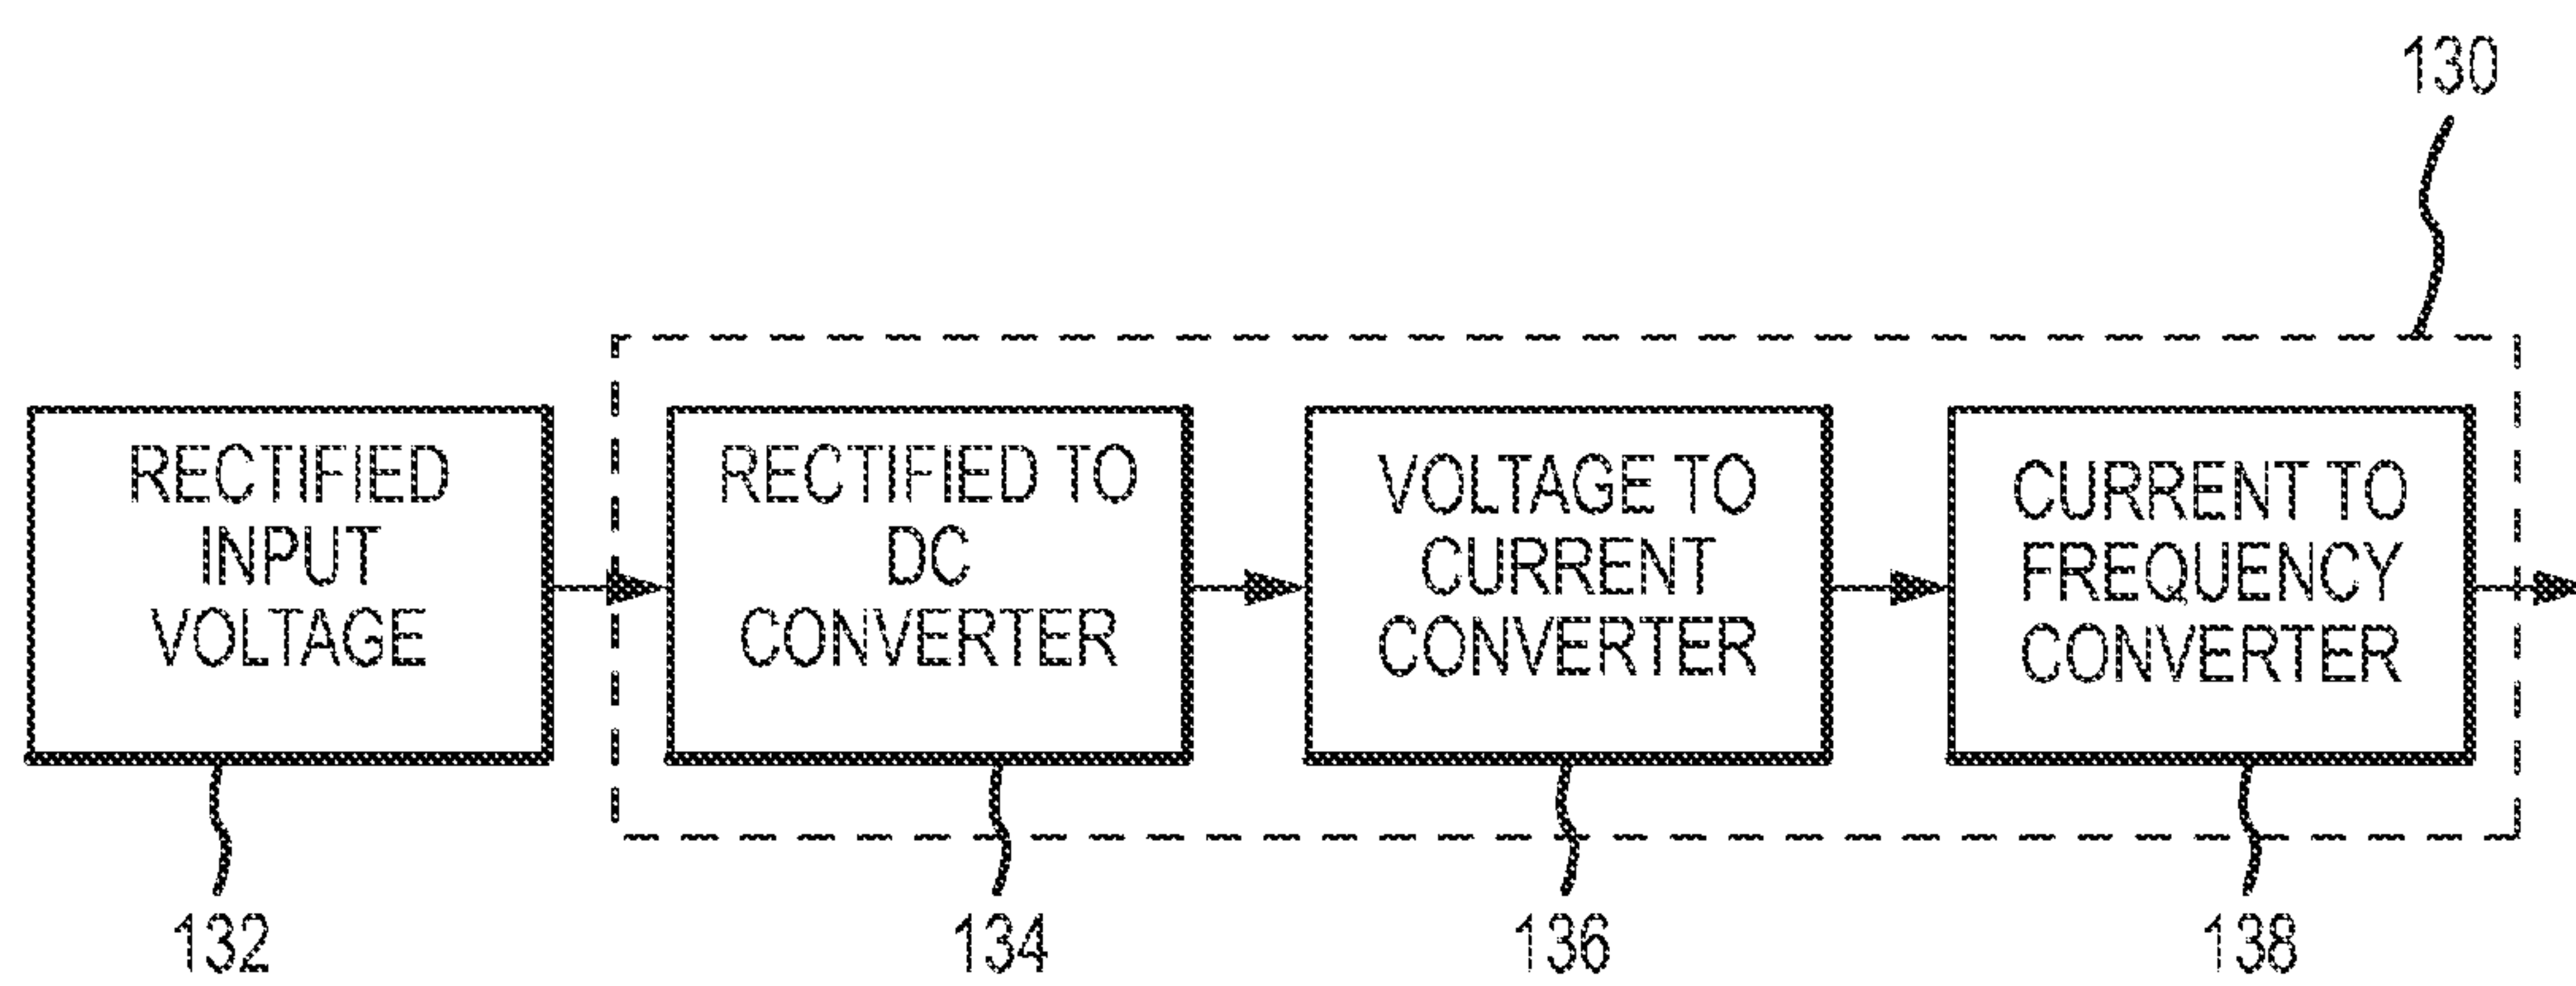 130
RECTIFIED
INPUT
VOLTAGE
RECTIFIED TO
DC
CONVERTER
VOLTAGE TO
CURRENT
CONVERTER
CURRENT TO
FREQUENCY
CONVERTER
132
134
136
138